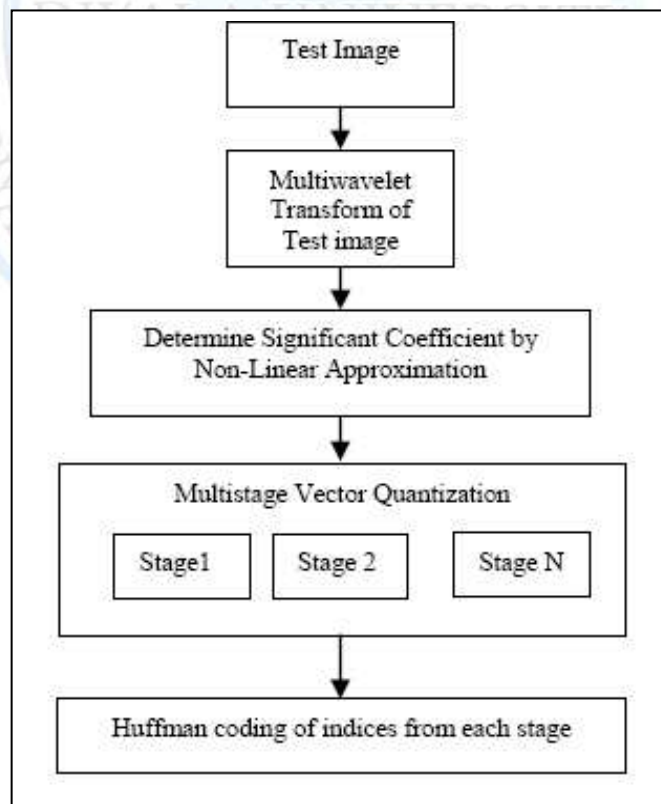 Test Image
Multiwavelet
Transform of
Test image
Determine Significant Coefficient by
Non-Linear Approximation
Multistage Vector Quantization
Stage1 Stage 2 Stage N
Huffman coding of indices from each stage